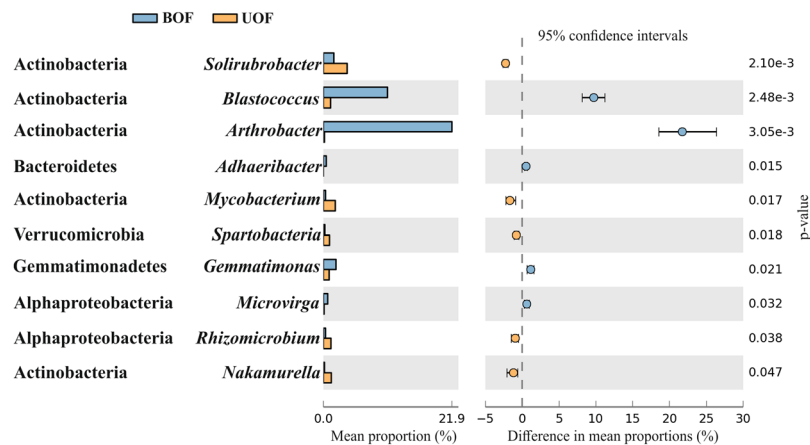 BOF UOF
95% confidence intervals
Actinobacteria Solirubrobacter 2.10e-3
Actinobacteria Blastococcus 2.48e-3
Actinobacteria Arthrobacter 3.05e-3
Bacteroidetes Adhaeribacter 0.015
Actinobacteria Mycobacterium 0.017
Verrucomicrobia Spartobacteria 0.018
Gemmatimonadetes Gemmatimonas 0.021
Alphaproteobacteria Microvirga 0.032
Alphaproteobacteria Rhizomicrobium 0.038
Actinobacteria Nakamurella 0.047
p-value
0.0 21.9 −5 0 5 10 15 20 25 30
Mean proportion (%) Difference in mean proportions (%)